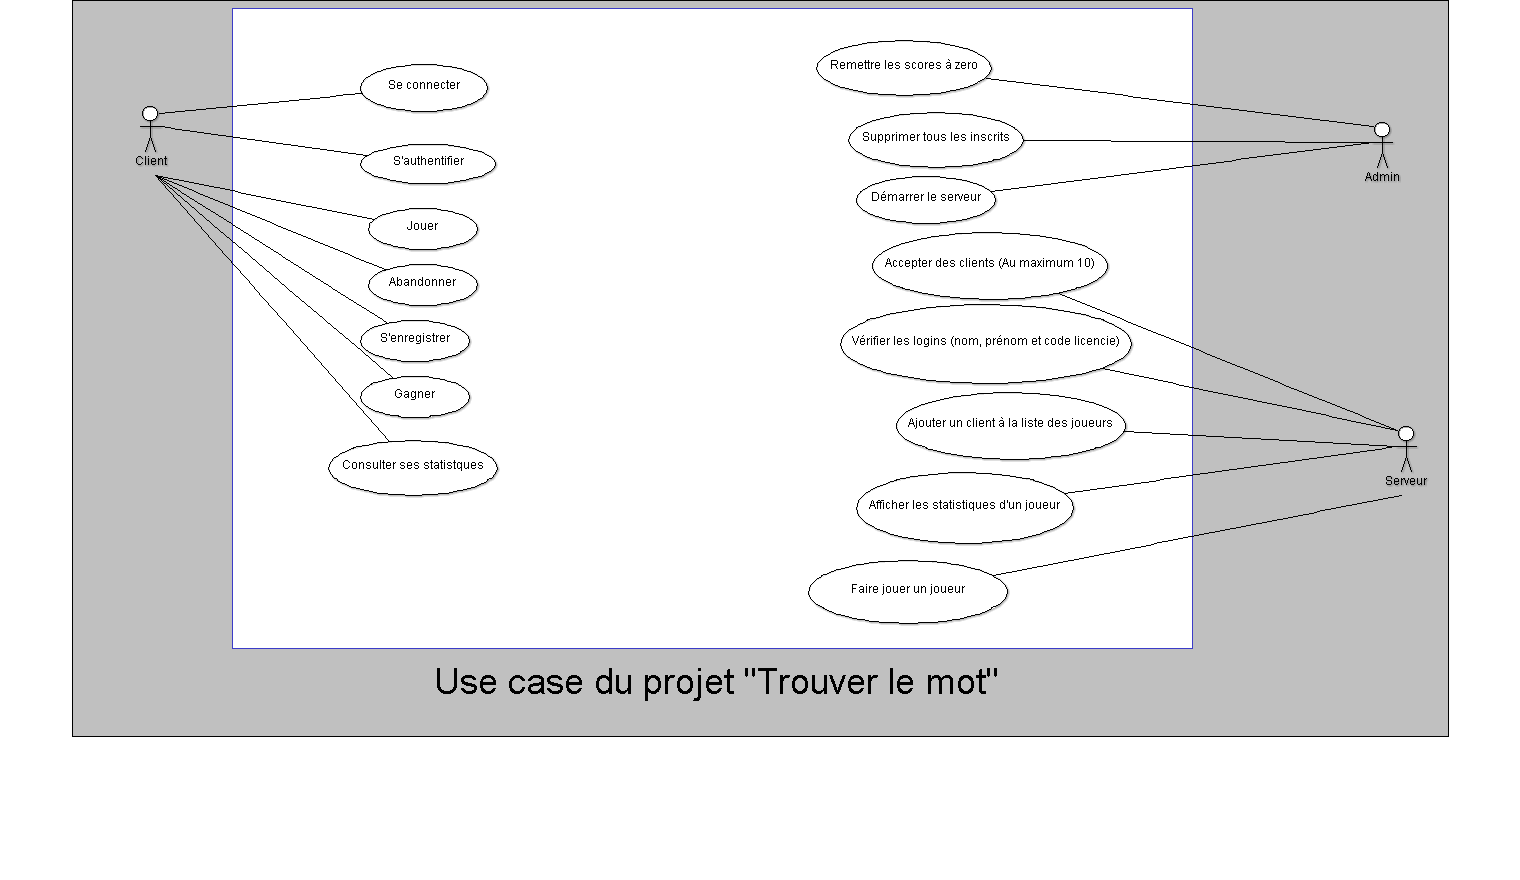 Se connecter
S'authentifier
Client
Jouer
Abandonner
S'enregistrer
Gagner
Consulter ses statistques
Remettre les scores à zero
Supprimer tous les inscrits
Démarrer le serveur
Admin
Accepter des clients (Au maximum 10)
Vérifier les logins (nom, prénom et code licencie)
Ajouter un client à la liste des joueurs
Afficher les statistiques d'un joueur
Serveur
Faire jouer un joueur
Use case du projet "Trouver le mot"